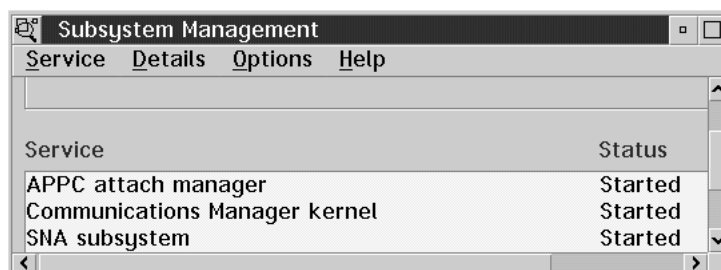 Subsystem Management
Service Details Options Help
Service Status
APPC attach manager Started
Communications Manager kernel Started
SNA subsystem Started